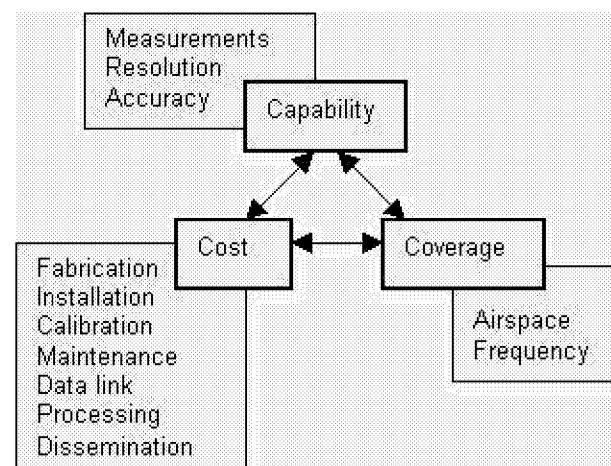 Measurements
Resolution
Accuracy
Capability
Cost
Coverage
Fabrication
Installation
Calibration
Maintenance
Data link
Processing
Dissemination
Airspace
Frequency